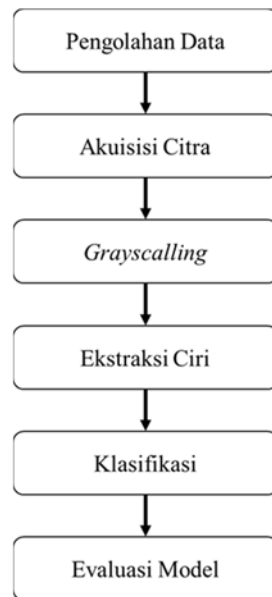 Pengolahan Data
Akuisisi Citra
Grayscalling
Ekstraksi Ciri
Klasifikasi
Evaluasi Model